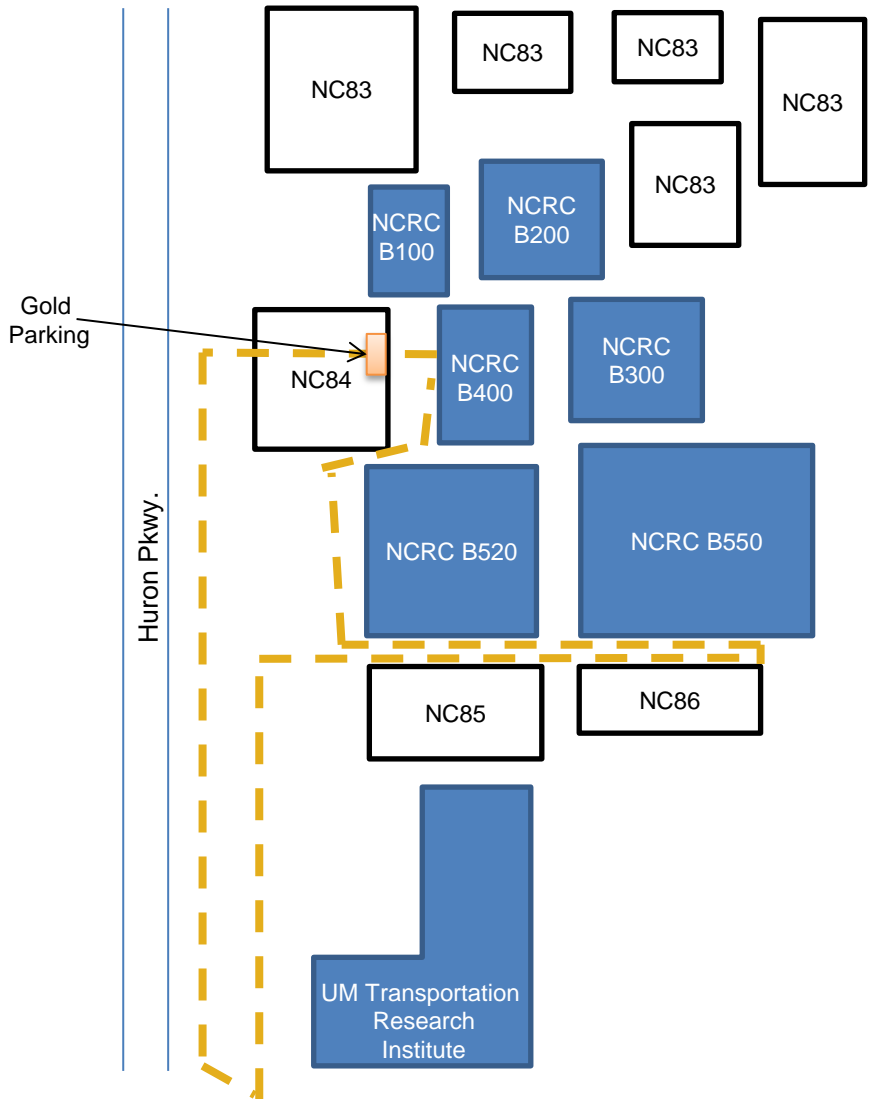 NC83
NC83
NC83
NC83
NC83
NCRC
B100
NCRC
B200
Gold
Parking
NC84
NCRC
B400
NCRC
B300
Huron Pkwy.
NCRC B520
NCRC B550
NC85
NC86
UM Transportation
Research
Institute